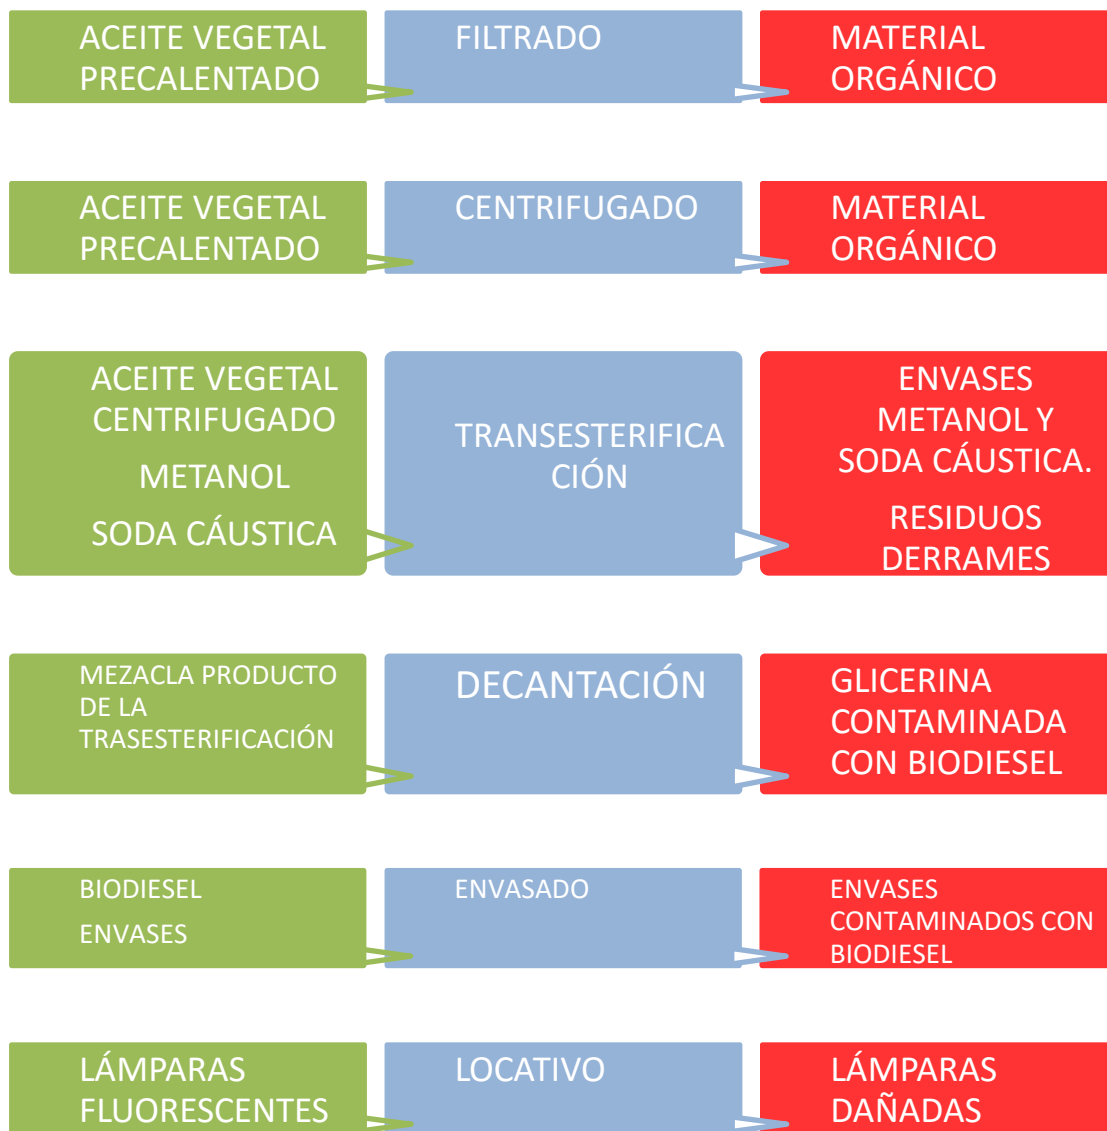 ACEITE VEGETAL
PRECALENTADO
FILTRADO
MATERIAL
ORGÁNICO
ACEITE VEGETAL
PRECALENTADO
CENTRIFUGADO
MATERIAL
ORGÁNICO
ACEITE VEGETAL
CENTRIFUGADO
METANOL
SODA CÁUSTICA
TRANSESTERIFICA
CIÓN
ENVASES
METANOL Y
SODA CÁUSTICA.
RESIDUOS
DERRAMES
MEZACLA PRODUCTO
DE LA
TRASESTERIFICACIÓN
DECANTACIÓN
GLICERINA
CONTAMINADA
CON BIODIESEL
BIODIESEL
ENVASES
ENVASADO
ENVASES
CONTAMINADOS CON
BIODIESEL
LÁMPARAS
FLUORESCENTES
LOCATIVO
LÁMPARAS
DAÑADAS